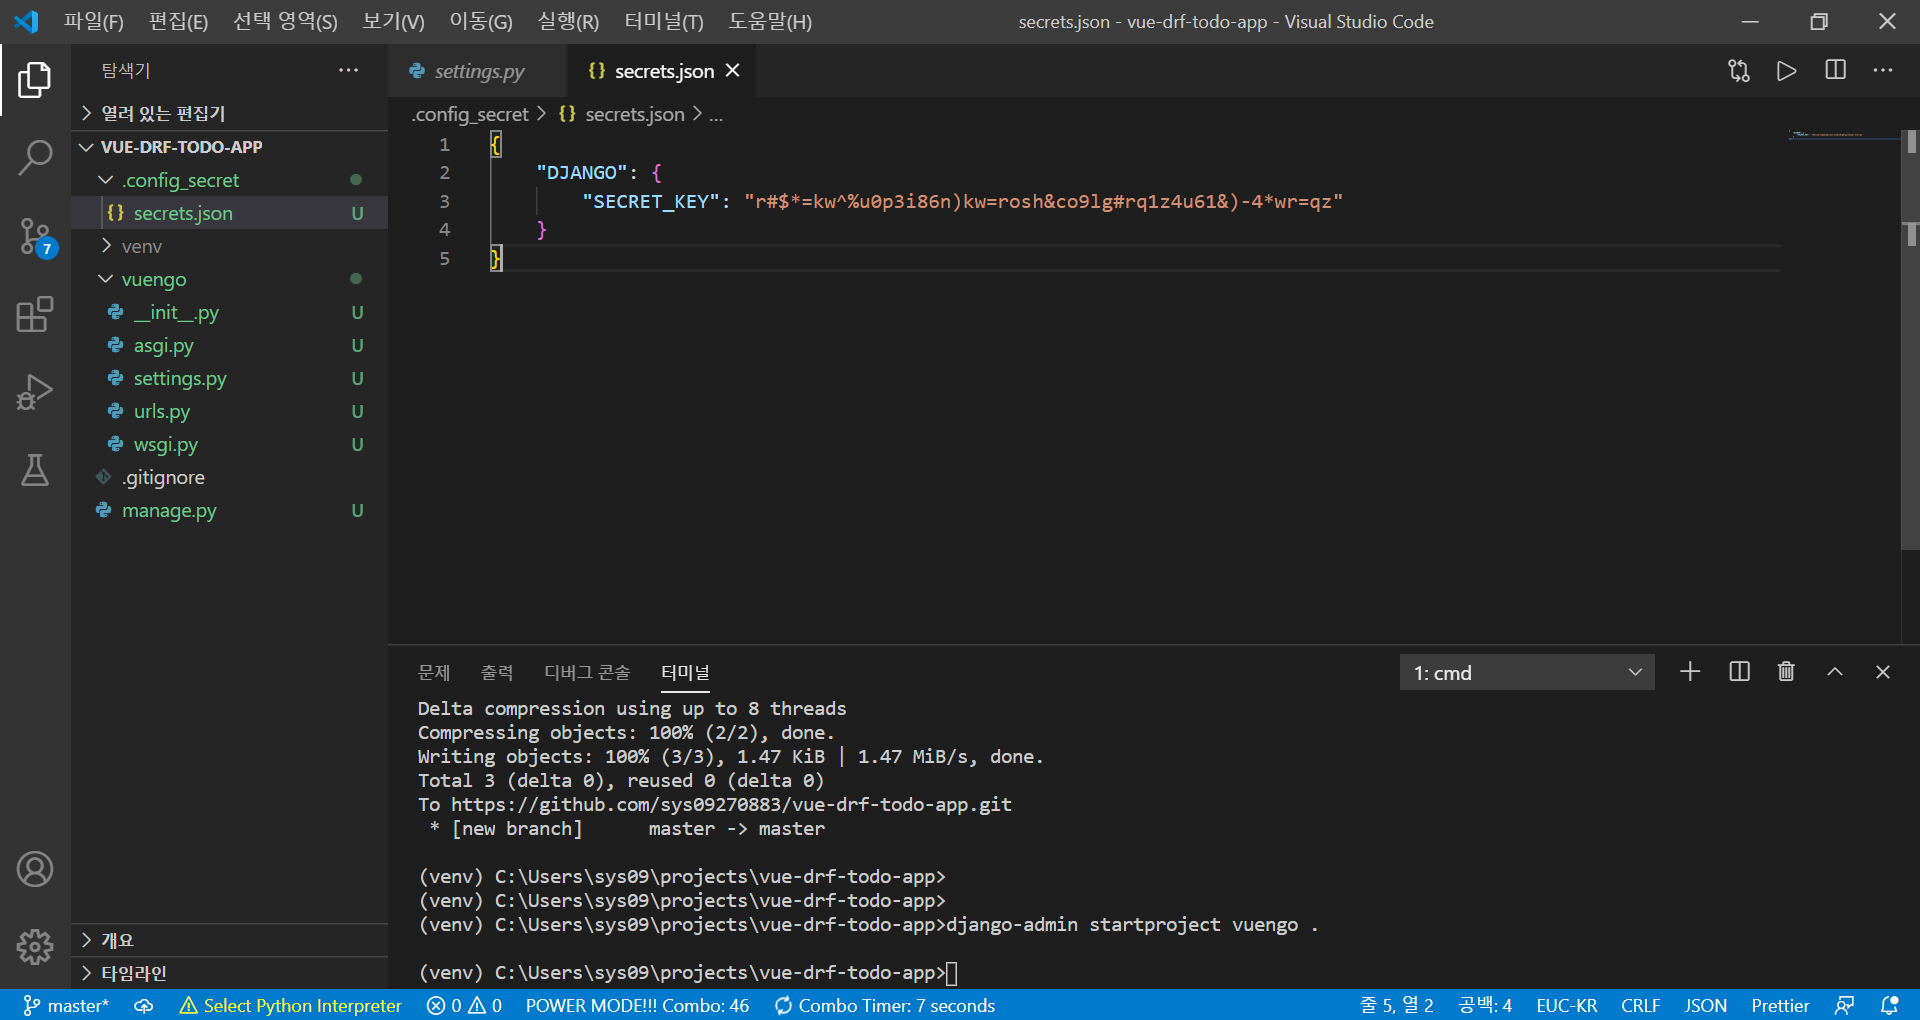 파일(F) 편집(E) 선택 영역(S) 보기(V) 이동(G) 실행(R) 터미널(T) 도움말(H) secrets.json - vue-drf-todo-app - Visual Studio Code
탐색기
열려 있는 편집기
VUE-DRF-TODO-APP
.config_secret
{} secrets.json U
venv
vuengo
__init__.py U
asgi.py U
settings.py U
urls.py U
wsgi.py U
.gitignore
manage.py U
개요
타임라인
7
settings.py {} secrets.json
.config_secret > {} secrets.json > ...
1 {
2 "DJANGO": {
3 "SECRET_KEY": "r#$*=kw^%u0p3i86n)kw=rosh&co9lg#rq1z4u61&)-4*wr=qz"
4 }
5 }
문제 출력 디버그 콘솔 터미널 1: cmd
Delta compression using up to 8 threads
Compressing objects: 100% (2/2), done.
Writing objects: 100% (3/3), 1.47 KiB | 1.47 MiB/s, done.
Total 3 (delta 0), reused 0 (delta 0)
To https://github.com/sys09270883/vue-drf-todo-app.git
* [new branch] master -> master
(venv) C:\Users\sys09\projects\vue-drf-todo-app>
(venv) C:\Users\sys09\projects\vue-drf-todo-app>
(venv) C:\Users\sys09\projects\vue-drf-todo-app>django-admin startproject vuengo .
(venv) C:\Users\sys09\projects\vue-drf-todo-app>
master* Select Python Interpreter 0 0 POWER MODE!!! Combo: 46 Combo Timer: 7 seconds 줄 5, 열 2 공백: 4 EUC-KR CRLF JSON Prettier